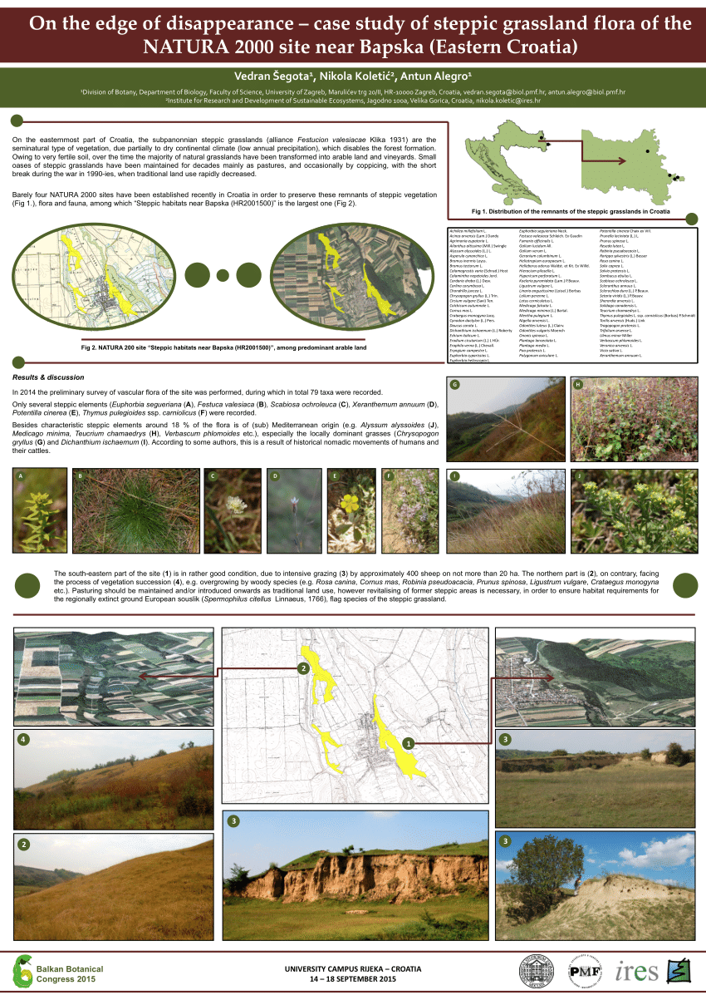 On the edge of disappearance – case study of steppic grassland flora of the
NATURA 2000 site near Bapska (Eastern Croatia)
Vedran Šegota¹, Nikola Koletić², Antun Alegro¹
¹Division of Botany, Department of Biology, Faculty of Science, University of Zagreb, Marulićev trg 20/II, HR-10000 Zagreb, Croatia, vedran.segota@biol.pmf.hr, antun.alegro@biol.pmf.hr
²Institute for Research and Development of Sustainable Ecosystems, Jagodno 100a, Velika Gorica, Croatia, nikola.koletic@ires.hr
On the easternmost part of Croatia, the subpanonnian steppic grasslands (alliance Festucion valesiacae Klika 1931) are the
seminatural type of vegetation, due partially to dry continental climate (low annual precipitation), which disables the forest formation.
Owing to very fertile soil, over the time the majority of natural grasslands have been transformed into arable land and vineyards. Small
oases of steppic grasslands have been maintained for decades mainly as pastures, and occasionally by coppicing, with the short
break during the war in 1990-ies, when traditional land use rapidly decreased.
Barely four NATURA 2000 sites have been established recently in Croatia in order to preserve these remnants of steppic vegetation
(Fig 1.), flora and fauna, among which “Steppic habitats near Bapska (HR2001500)” is the largest one (Fig 2).
Fig 1. Distribution of the remnants of the steppic grasslands in Croatia
Fig 2. NATURA 200 site “Steppic habitats near Bapska (HR2001500)”, among predominant arable land
Achillea millefolium L.
Acinos arvensis (Lam.) Dandy
Agrimonia eupatoria L.
Ailanthus altissima (Mill.) Swingle
Alyssum alyssoides (L.) L.
Asperula cynanchica L.
Bromus inermis Leyss.
Bromus tectorum L.
Calamagrostis varia (Schrad.) Host
Calamintha nepetoides Jord.
Cardaria draba (L.) Desv.
Carlina corymbosa L.
Chondrilla juncea L.
Chrysopogon gryllus (L.) Trin.
Cirsium vulgare (Savi) Ten.
Colchicum autumnale L.
Cornus mas L.
Crataegus monogyna Jacq.
Cynodon dactylon (L.) Pers.
Daucus carota L.
Dichanthium ischaemum (L.) Roberty
Echium italicum L.
Erodium cicutarium (L.) L'Hér.
Erophila verna (L.) Chevall.
Eryngium campestre L.
Euphorbia cyparissias L.
Euphorbia helioscopia L.
Euphorbia seguieriana Neck.
Festuca valesiaca Schleich. Ex Gaudin
Fumaria officinalis L.
Galium lucidum All.
Galium verum L.
Geranium columbinum L.
Heliotropium europaeum L.
Helleborus odorus Waldst. et Kit. Ex Willd.
Hieracium pilosella L.
Hypericum perforatum L.
Koeleria pyramidata (Lam.) P.Beauv.
Ligustrum vulgare L.
Linaria angustissima (Loisel.) Borbas
Lolium perenne L.
Lotus corniculatus L.
Medicago falcata L.
Medicago minima (L.) Bartal.
Mentha pulegium L.
Nigella arvensis L.
Odontites luteus (L.) Clairv.
Odontites vulgaris Moench
Ononis spinosa L.
Plantago lanceolata L.
Plantago media L.
Poa pratensis L.
Polygonum aviculare L.
Potentilla cinerea Chaix ex Vill.
Prunella laciniata (L.) L.
Prunus spinosa L.
Reseda lutea L.
Robinia pseudoacacia L.
Rorippa sylvestris (L.) Besser
Rosa canina L.
Salix caprea L.
Salvia pratensis L.
Sambucus ebulus L.
Scabiosa ochroleuca L.
Scleranthus annuus L.
Sclerochloa dura (L.) P.Beauv.
Setaria viridis (L.) P.Beauv.
Sherardia arvensis L.
Solidago canadensis L.
Teucrium chamaedrys L.
Thymus pulegioides L. ssp. carniolicus (Borbas) P.Schmidt
Torilis arvensis (Huds.) Link
Tragopogon pratensis L.
Trifolium arvense L.
Ulmus minor Miller
Verbascum phlomoides L.
Veronica arvensis L.
Vicia sativa L.
Xeranthemum annuum L.
Results & discussion
In 2014 the preliminary survey of vascular flora of the site was performed, during which in total 79 taxa were recorded.
Only several steppic elements (Euphorbia seguieriana (A), Festuca valesiaca (B), Scabiosa ochroleuca (C), Xeranthemum annuum (D),
Potentilla cinerea (E), Thymus pulegioides ssp. carniolicus (F) were recorded.
Besides characteristic steppic elements around 18 % of the flora is of (sub) Mediterranean origin (e.g. Alyssum alyssoides (J),
Medicago minima, Teucrium chamaedrys (H), Verbascum phlomoides etc.), especially the locally dominant grasses (Chrysopogon
gryllus (G) and Dichanthium ischaemum (I). According to some authors, this is a result of historical nomadic movements of humans and
their cattles.
G
H
A
B
C
D
E
F
I
J
The south-eastern part of the site (1) is in rather good condition, due to intensive grazing (3) by approximately 400 sheep on not more than 20 ha. The northern part is (2), on contrary, facing
the process of vegetation succession (4), e.g. overgrowing by woody species (e.g. Rosa canina, Cornus mas, Robinia pseudoacacia, Prunus spinosa, Ligustrum vulgare, Crataegus monogyna
etc.). Pasturing should be maintained and/or introduced onwards as traditional land use, however revitalising of former steppic areas is necessary, in order to ensure habitat requirements for
the regionally extinct ground European souslik (Spermophilus citellus Linnaeus, 1766), flag species of the steppic grassland.
2
1
4
3
2
3
3
Balkan Botanical
Congress 2015
UNIVERSITY CAMPUS RIJEKA – CROATIA
14 – 18 SEPTEMBER 2015
PMF
ires